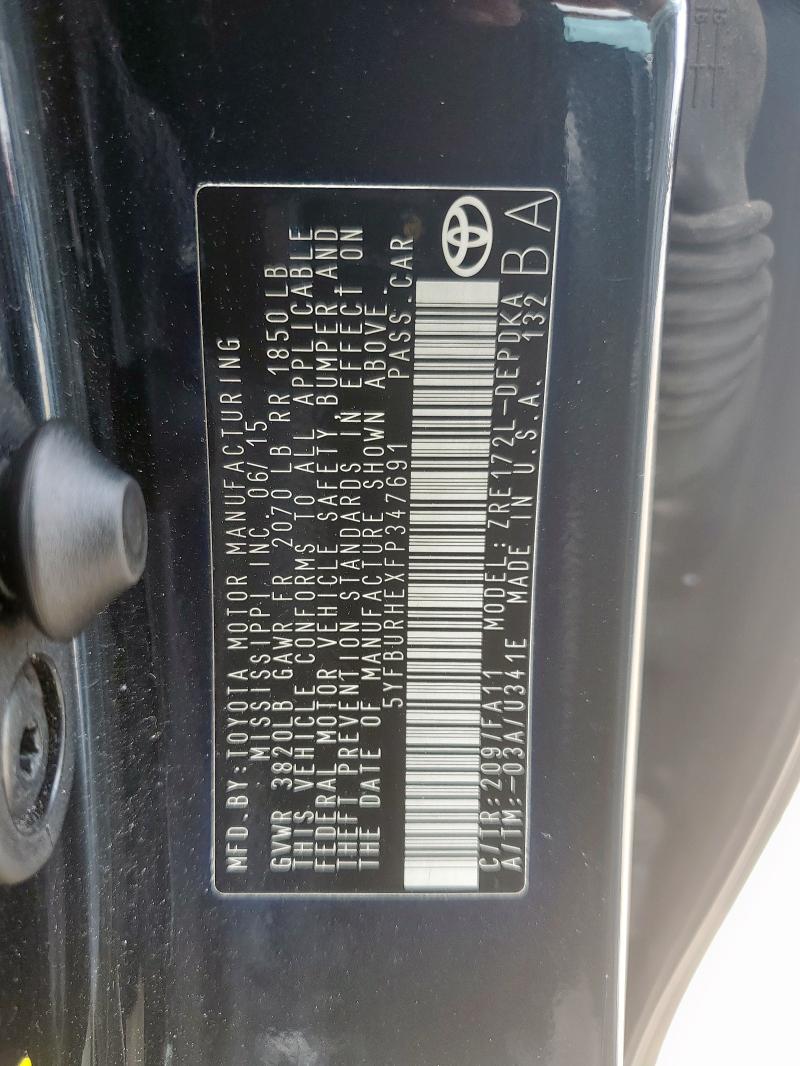 MFD.BY:TOYOTA MOTOR MANUFACTURING
MISSISSIPPI INC. 06/15
GVWR 3820LB GAWR FR 2070 LB RR 1850LB
THIS VEHICLE CONFORMS TO ALL APPLICABLE
FEDERAL MOTOR VEHICLE SAFETY, BUMPER AND
THEFT PREVENTION STANDARDS IN EFFECT ON
THE DATE OF MANUFACTURE SHOWN ABOVE.
5YFBURHEXFP347691 PASS.CAR
C/TR:209/FA11 MODEL: ZRE172L-DEPDKA
A/TM:-03A/U341E MADE IN U.S.A. 132
BA